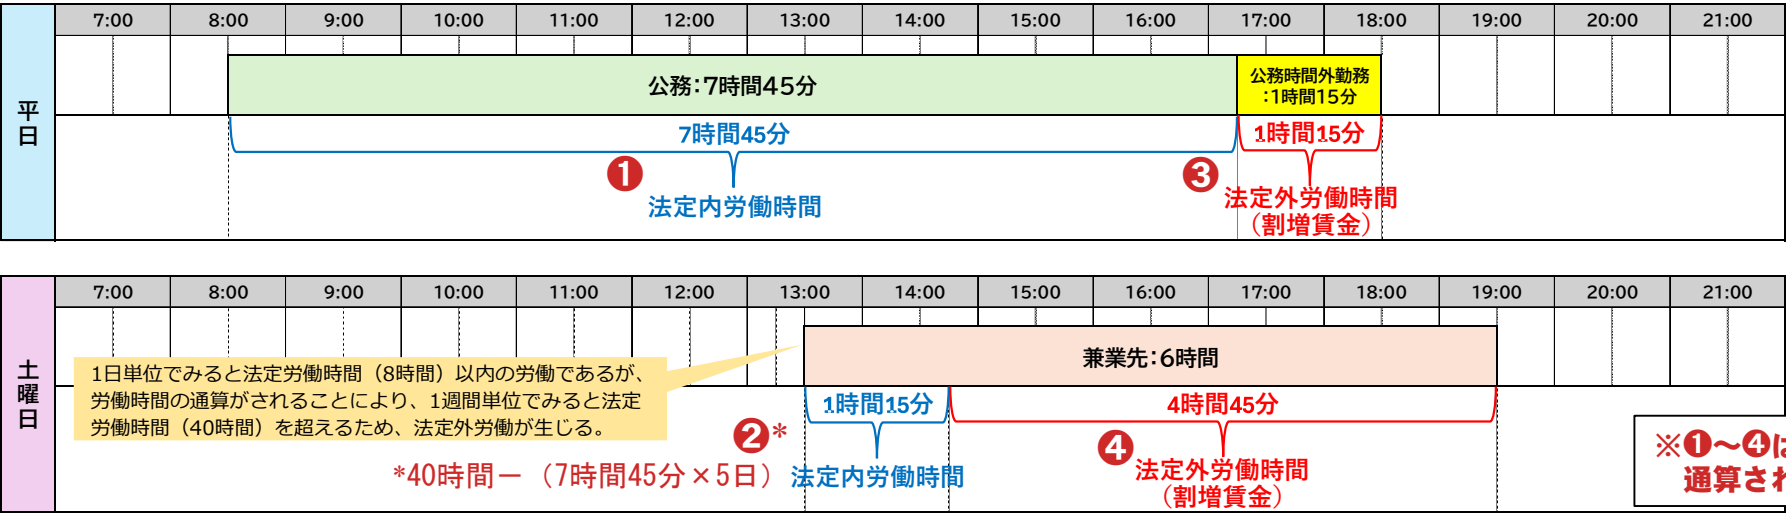 7:00 8:00 9:00 10:00 11:00 12:00 13:00 14:00 15:00 16:00 17:00 18:00 19:00 20:00 21:00
平日
公務：7時間45分
公務時間外勤務
：1時間15分
7時間45分
1時間15分
❶
❸
法定内労働時間
法定外労働時間
（割増賃金）
7:00 8:00 9:00 10:00 11:00 12:00 13:00 14:00 15:00 16:00 17:00 18:00 19:00 20:00 21:00
土曜日
兼業先：6時間
1日単位でみると法定労働時間（8時間）以内の労働であるが、
労働時間の通算がされることにより、1週間単位でみると法定
労働時間（40時間）を超えるため、法定外労働が生じる。
1時間15分
4時間45分
❷*
❹
*40時間－（7時間45分×5日）
法定内労働時間
法定外労働時間
（割増賃金）
※❶～❹は
通算され